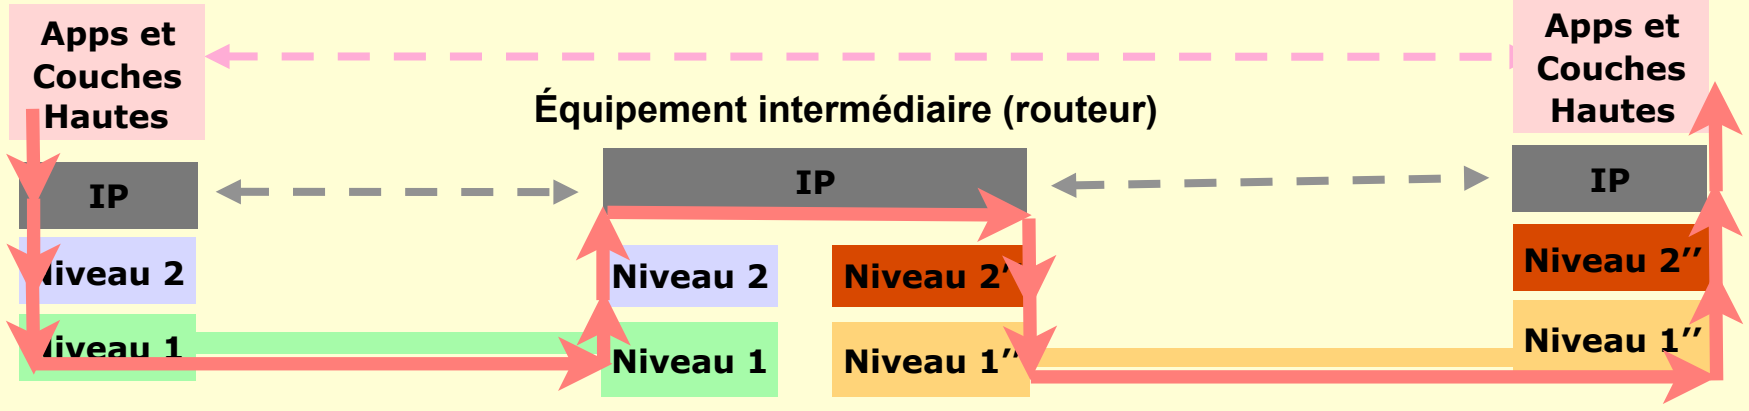 Apps et
Couches
Hautes
Équipement intermédiaire (routeur)
Apps et
Couches
Hautes
IP
IP
IP
Niveau 2
Niveau 2
Niveau 2’’
Niveau 2’’
Niveau 1
Niveau 1
Niveau 1’’
Niveau 1’’